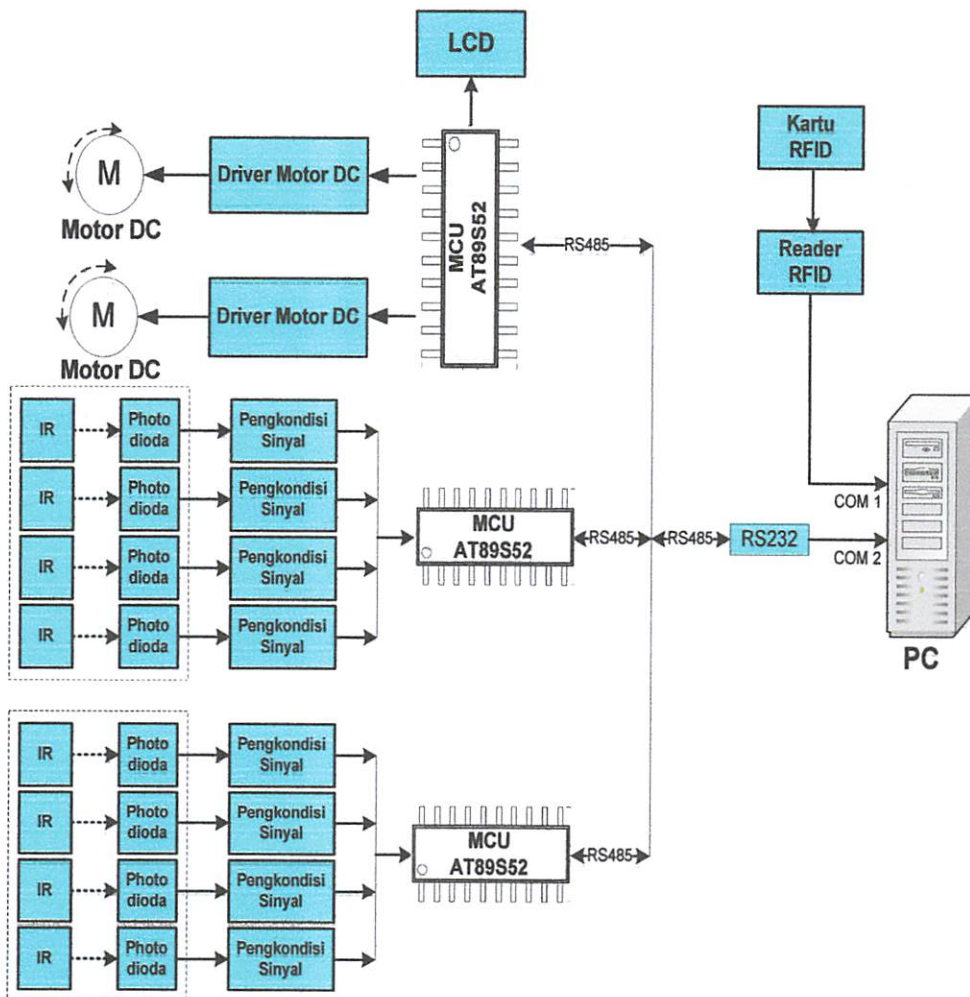 LCD
Kartu
RFID
Reader
RFID
M
Motor DC
Driver Motor DC
M
Motor DC
Driver Motor DC
MCU
AT89S52
RS485
IR
Photo
dioda
Pengkondisi
Sinyal
IR
Photo
dioda
Pengkondisi
Sinyal
IR
Photo
dioda
Pengkondisi
Sinyal
IR
Photo
dioda
Pengkondisi
Sinyal
MCU
AT89S52
RS485
RS485
RS232
COM 1
COM 2
PC
IR
Photo
dioda
Pengkondisi
Sinyal
IR
Photo
dioda
Pengkondisi
Sinyal
IR
Photo
dioda
Pengkondisi
Sinyal
IR
Photo
dioda
Pengkondisi
Sinyal
MCU
AT89S52
RS485